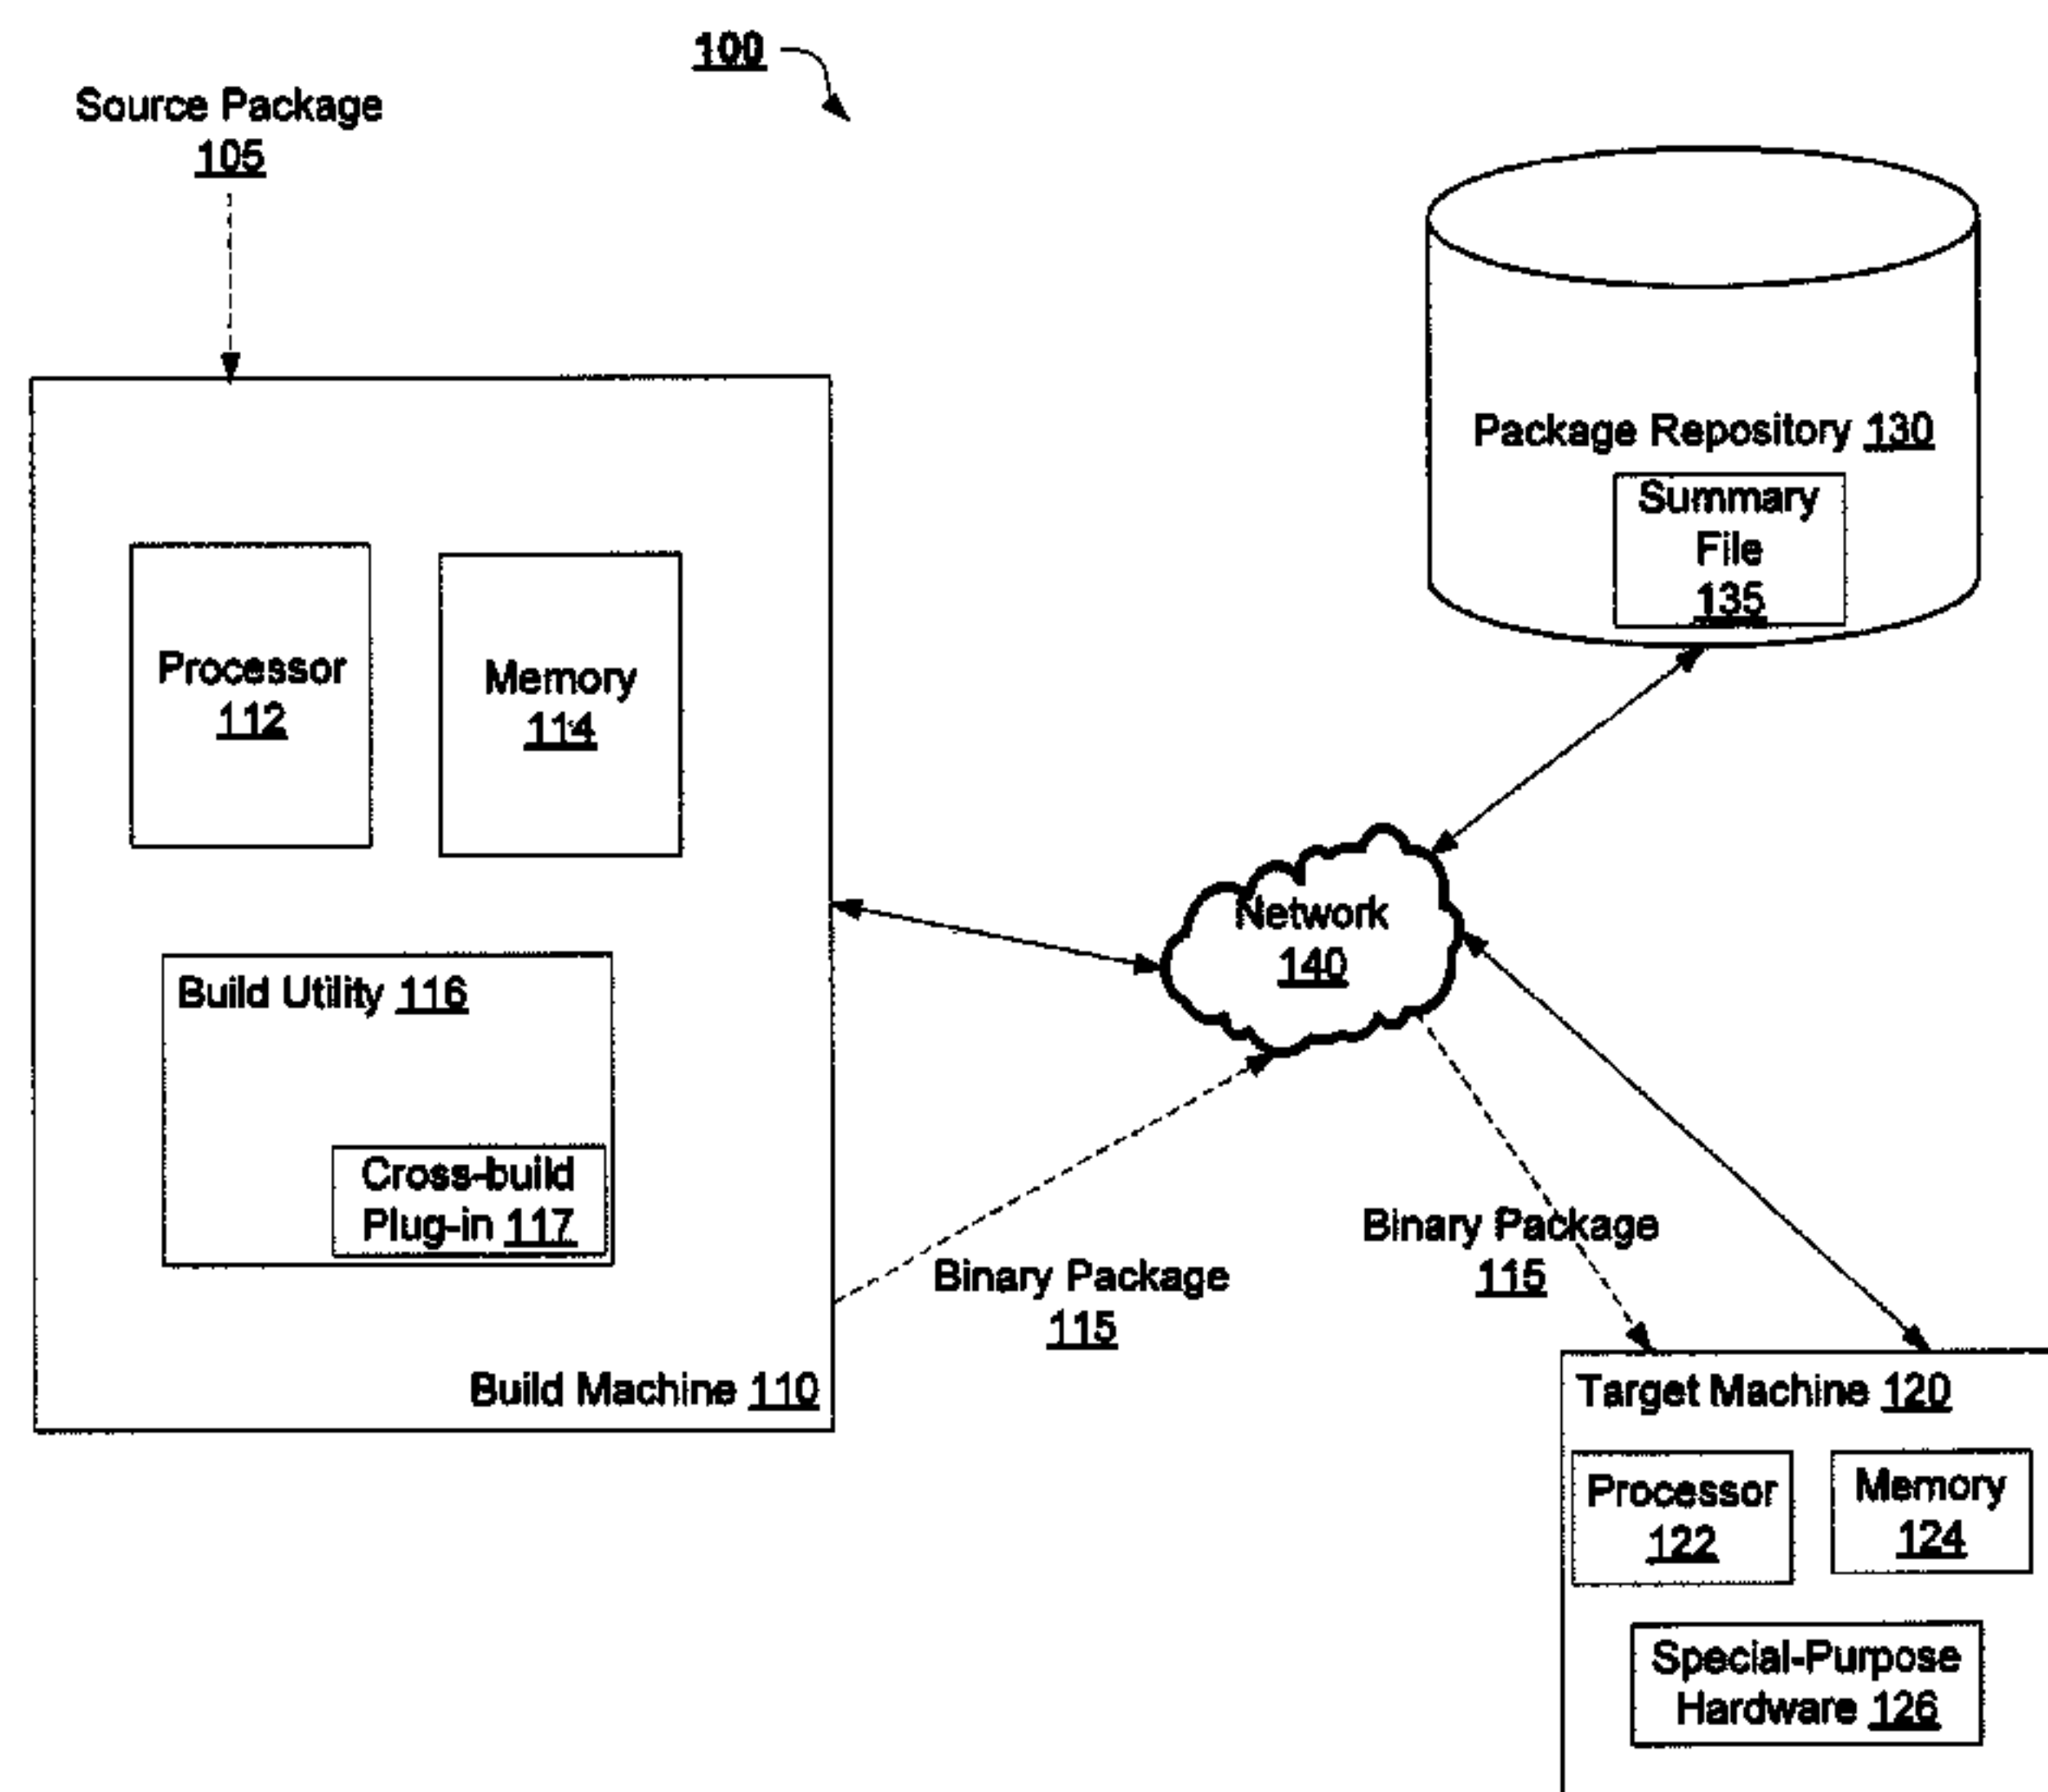 100
Source Package
105
Package Repository 130
Summary
File
135
Processor
112
Memory
114
Network
140
Build Utility 116
Cross-build
Plug-in 117
Binary Package
115
Binary Package
115
Build Machine 110
Target Machine 120
Processor
122
Memory
124
Special-Purpose
Hardware 126